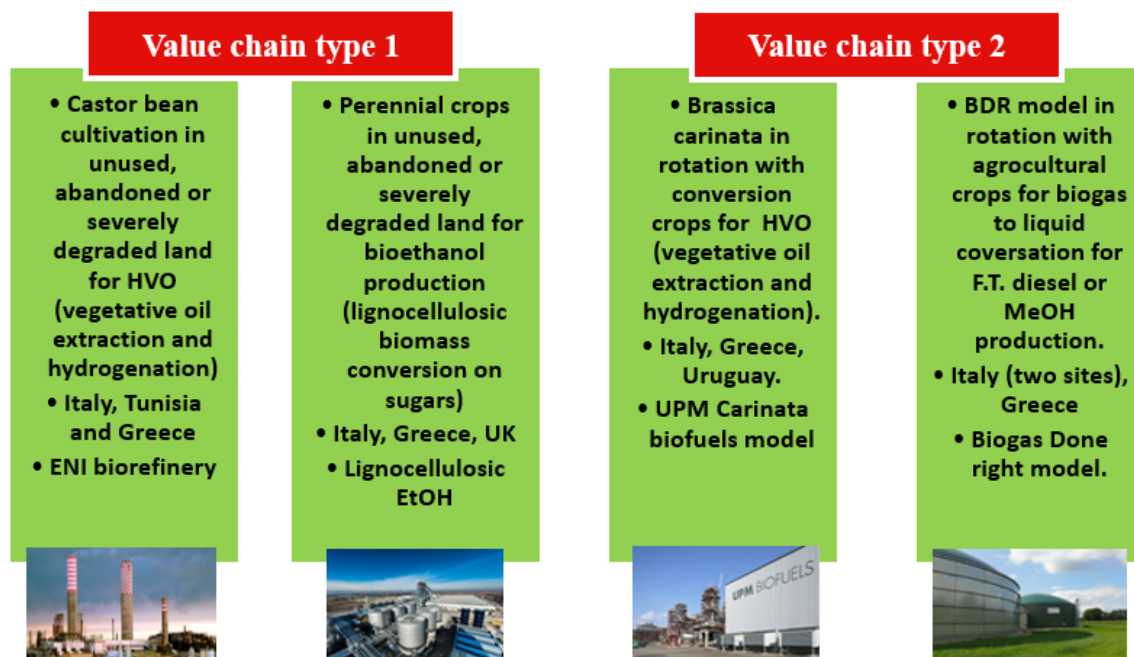 Value chain type 1
• Castor bean
cultivation in
unused,
abandoned or
severely
degraded land
for HVO
(vegetative oil
extraction and
hydrogenation)
• Italy, Tunisia
and Greece
• ENI biorefinery
• Perennial crops
in unused,
abandoned or
severely
degraded land for
bioethanol
production
(lignocellulosic
biomass
conversion on
sugars)
• Italy, Greece, UK
• Lignocellulosic
EtOH
Value chain type 2
• Brassica
carinata in
rotation with
conversion
crops for HVO
(vegetative oil
extraction and
hydrogenation).
• Italy, Greece,
Uruguay.
• UPM Carinata
biofuels model
UPM BIOFUELS
• BDR model in
rotation with
agrocultural
crops for biogas
to liquid
coversation for
F.T. diesel or
MeOH
production.
• Italy (two sites),
Greece
• Biogas Done
right model.